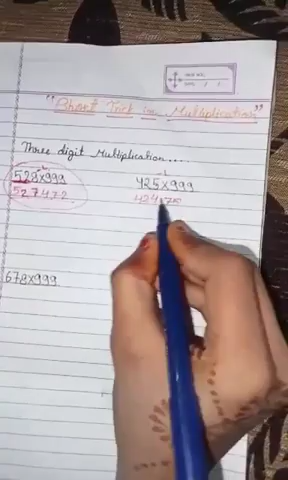 "Short Trick in Multiplication"
Three digit Multiplication....
528x999
527472
425x999
678x999